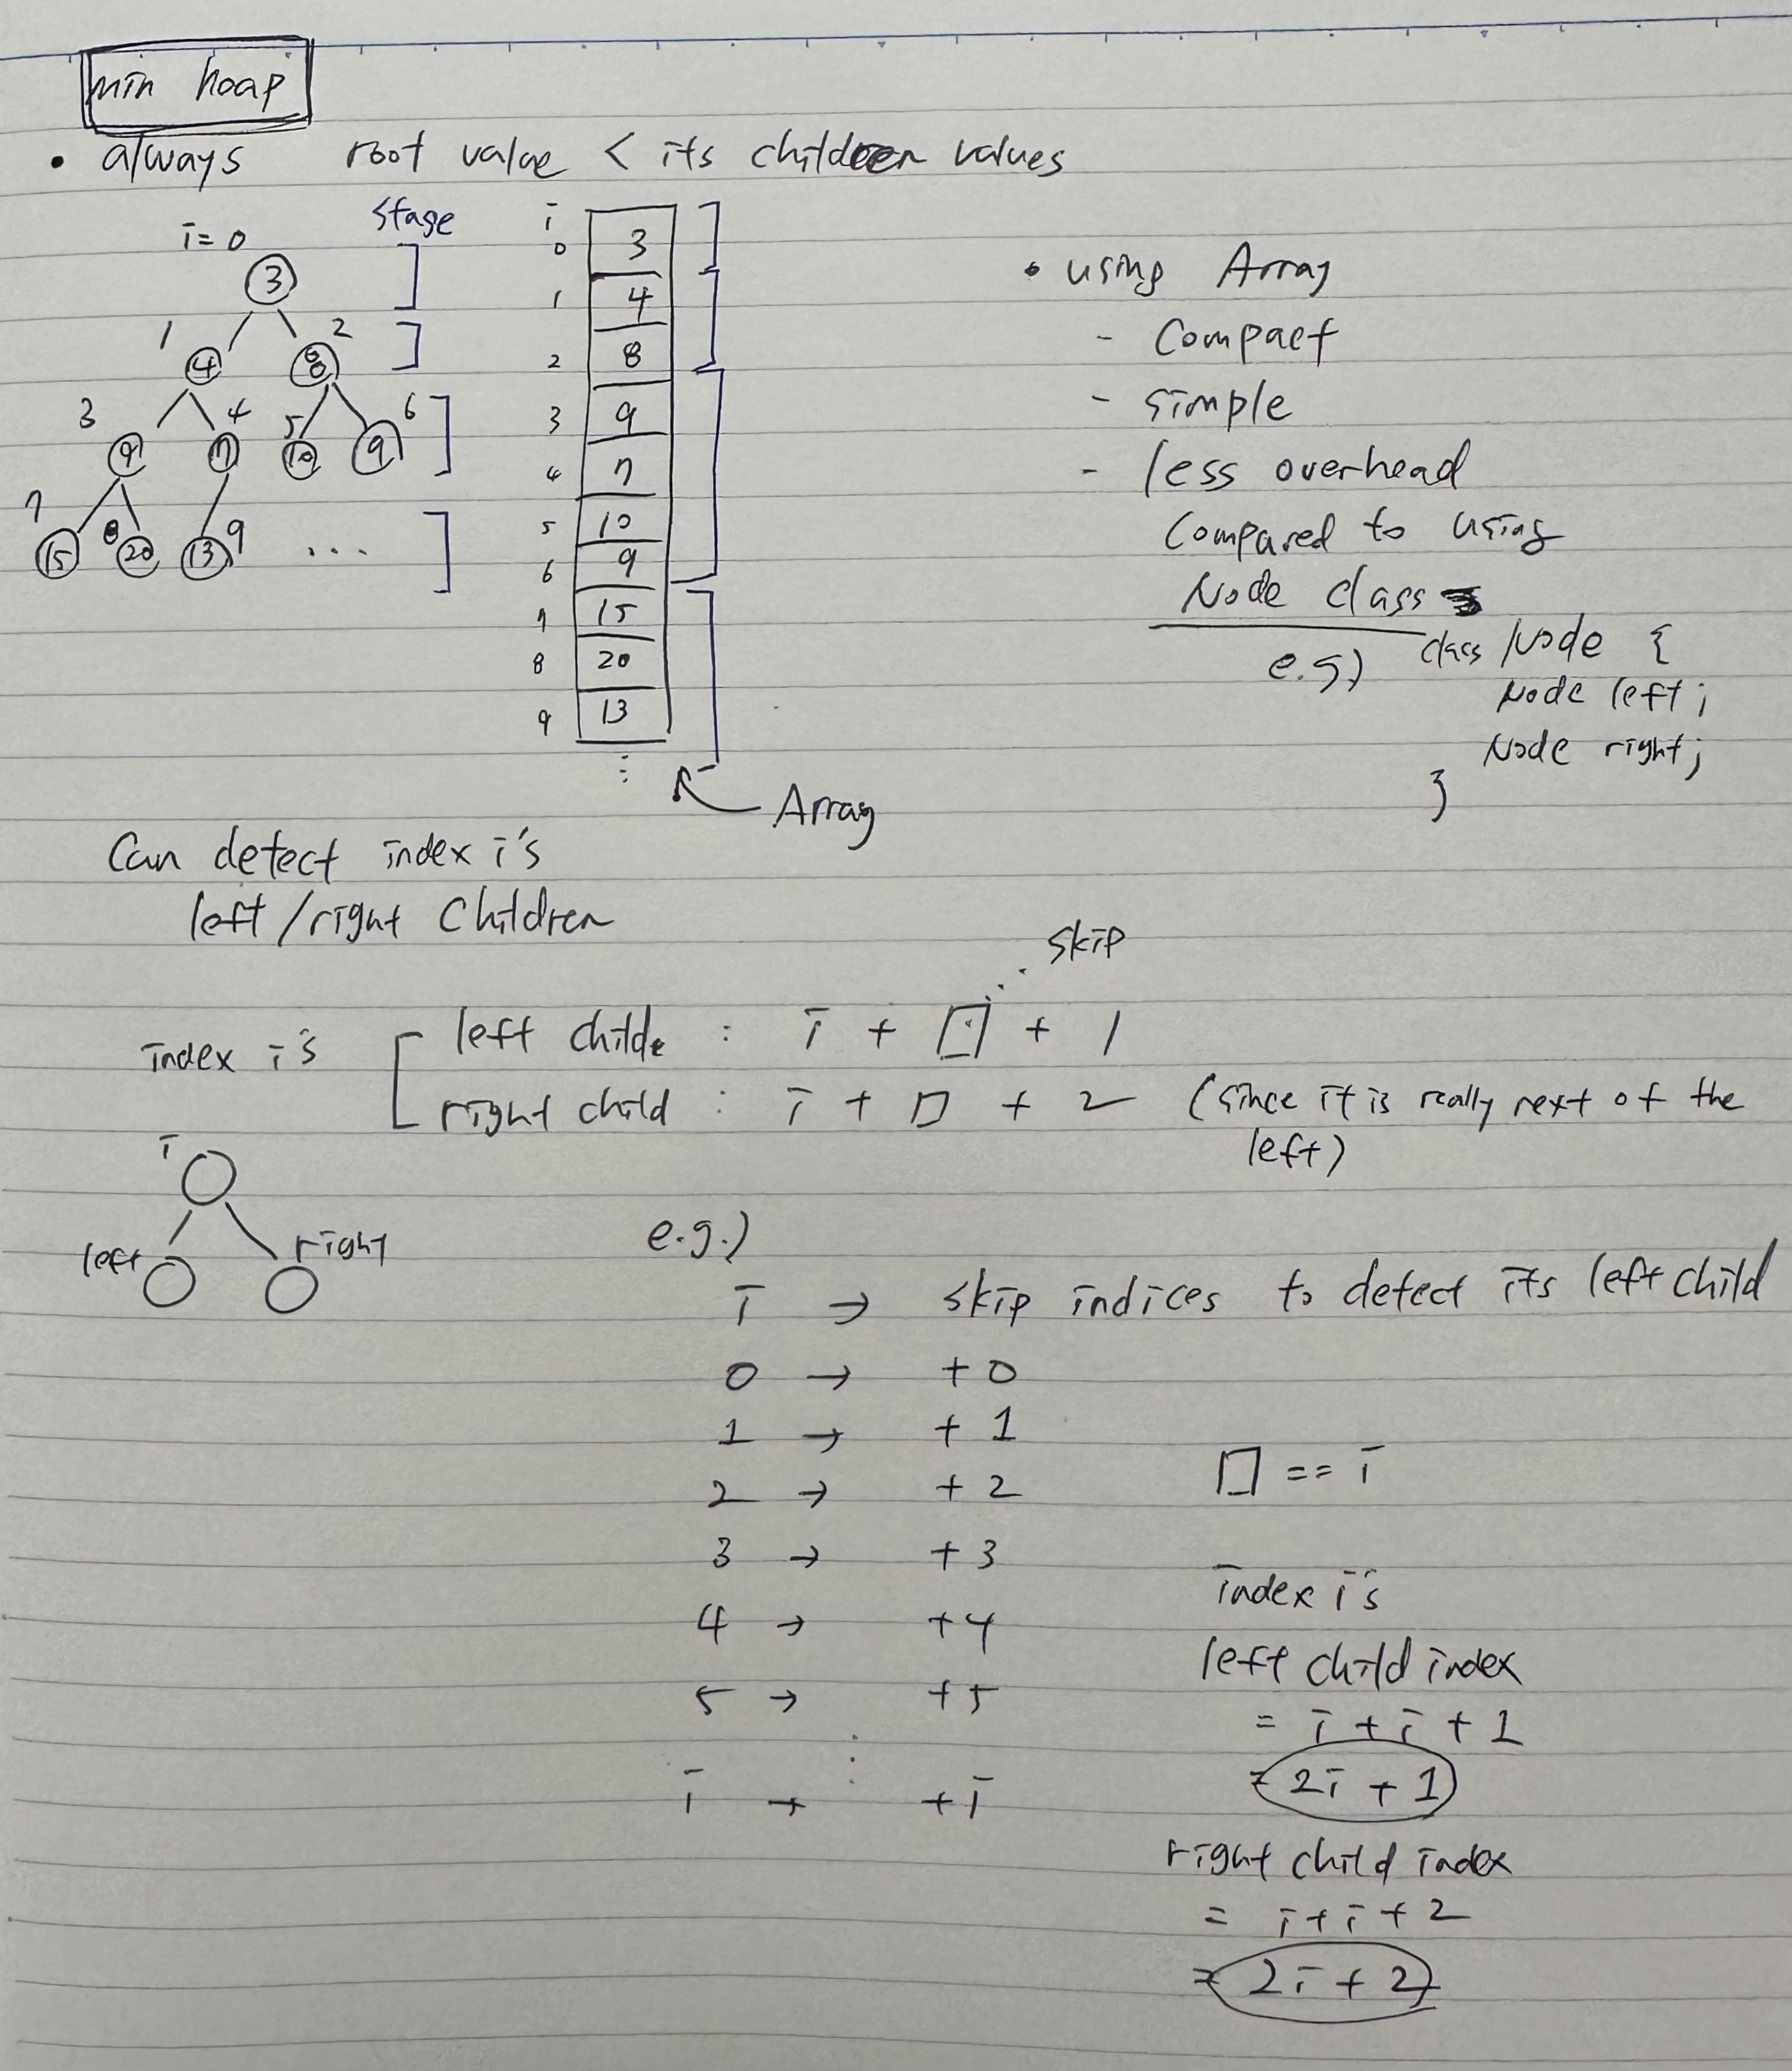 min heap
• always root value < its children values
i=0 stage
3
1 2
4 8
3 4 5 6
9 7 10 9
7 8 9
15 20 13 ...
i
0 3
1 4
2 8
3 9
4 7
5 10
6 9
7 15
8 20
9 13
⋮
Array
• using Array
- Compact
- simple
- less overhead
Compared to using
Node class
e.g.) class Node {
Node left;
Node right;
}
Can detect index i's
left/right Children
skip
index i's
left child : i + □ + 1
right child : i + □ + 2 (since it is really next of the
left)
i
left right
e.g.)
i → skip indices to detect its left child
0 → +0
1 → +1
2 → +2
3 → +3
4 → +4
5 → +5
⋮
i → +i
□ == i
index i's
left child index
= i + i + 1
= 2i + 1
right child index
= i + i + 2
= 2i + 2